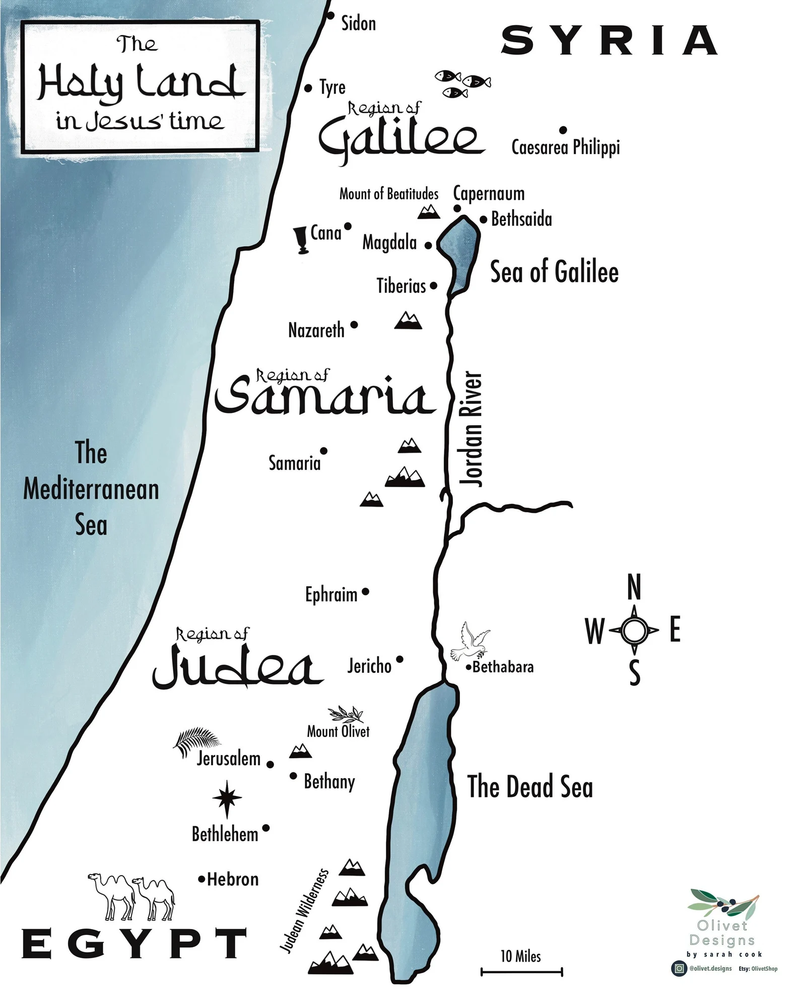 The
Holy Land
in Jesus' time
Sidon
SYRIA
Tyre
Region of
Galilee
Caesarea Philippi
Mount of Beatitudes
Capernaum
Bethsaida
Cana
Magdala
Sea of Galilee
Tiberias
Nazareth
Region of
Samaria
Jordan River
The
Mediterranean
Sea
Samaria
Ephraim
N
W
E
S
Region of
Judea
Jericho
Bethabara
Mount Olivet
Jerusalem
Bethany
The Dead Sea
Bethlehem
Hebron
Judean Wilderness
EGYPT
10 Miles
Olivet
Designs
by sarah cook
@olivet.designs Etsy: OlivetShop